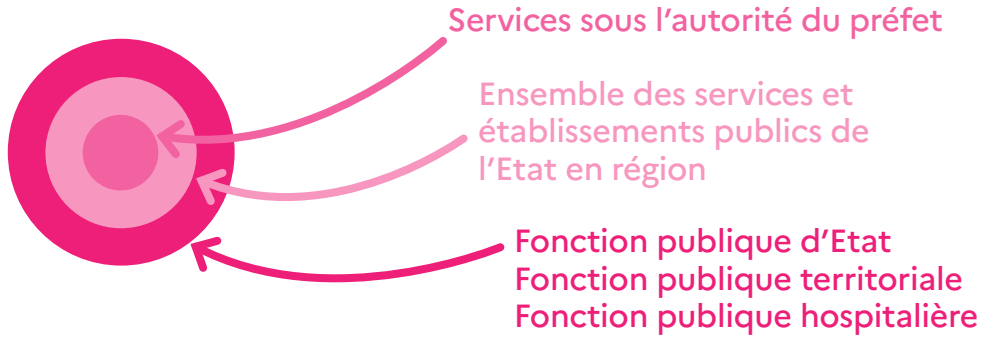 Services sous l’autorité du préfet
Ensemble des services et
établissements publics de
l’Etat en région
Fonction publique d’Etat
Fonction publique territoriale
Fonction publique hospitalière